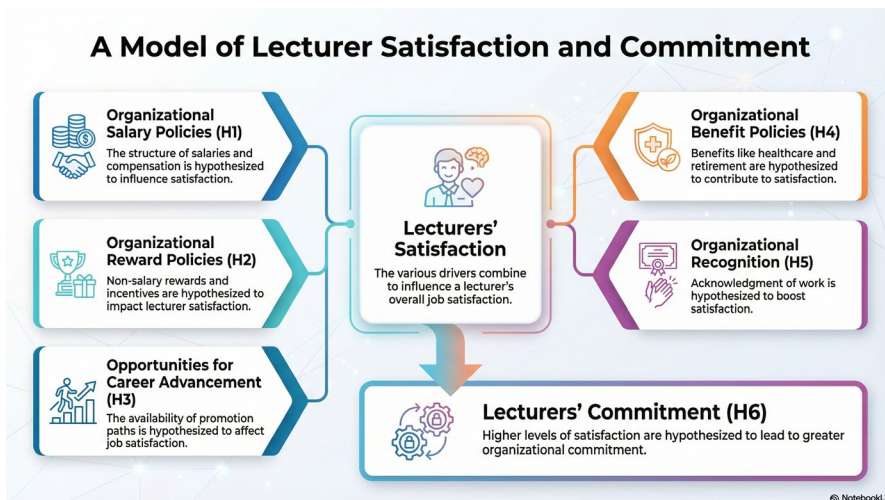 A Model of Lecturer Satisfaction and Commitment
Organizational
Salary Policies (H1)
The structure of salaries and
compensation is hypothesized
to influence satisfaction.
Organizational
Reward Policies (H2)
Non-salary rewards and
incentives are hypothesized to
impact lecturer satisfaction.
Opportunities for
Career Advancement
(H3)
The availability of promotion
paths is hypothesized to affect
job satisfaction.
Lecturers'
Satisfaction
The various drivers combine
to influence a lecturer's
overall job satisfaction.
Organizational
Benefit Policies (H4)
Benefits like healthcare and
retirement are hypothesized
to contribute to satisfaction.
Organizational
Recognition (H5)
Acknowledgment of work is
hypothesized to boost
satisfaction.
Lecturers' Commitment (H6)
Higher levels of satisfaction are hypothesized to lead to greater
organizational commitment.